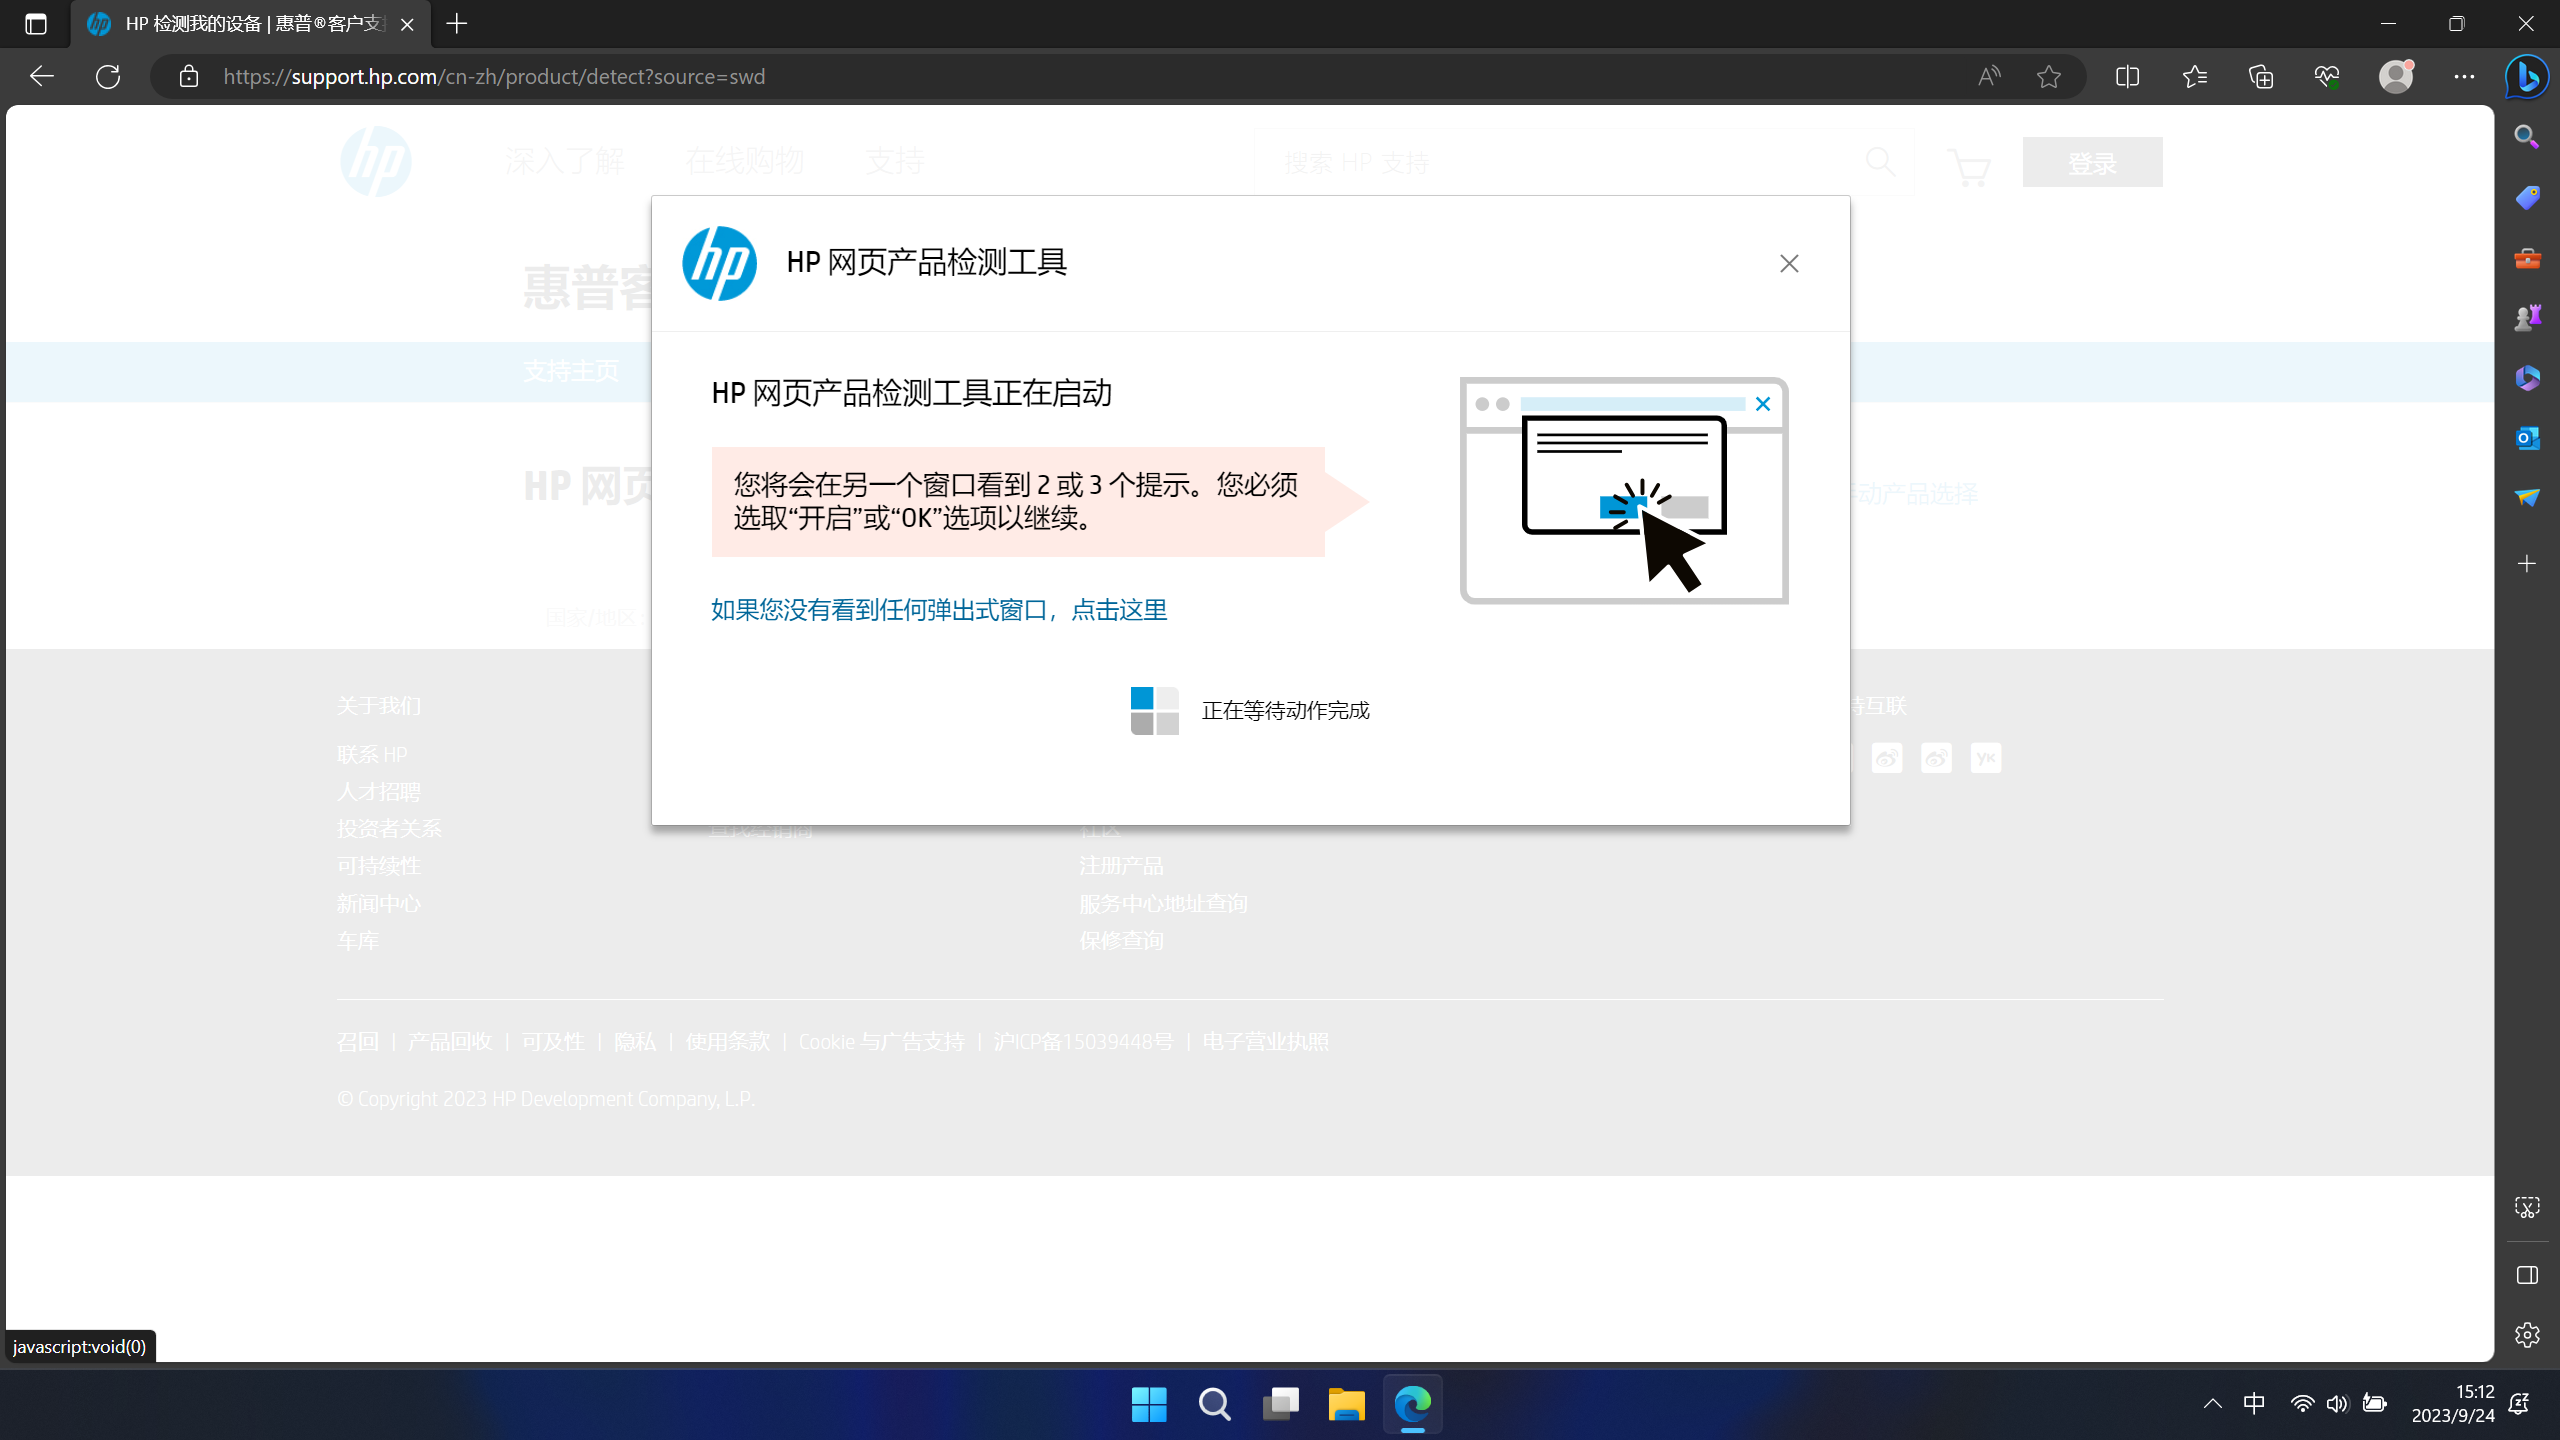 HP 检测我的设备 | 惠普®客户支
https://support.hp.com/cn-zh/product/detect?source=swd
深入了解 在线购物 支持 搜索 HP 支持 登录
HP 网页产品检测工具
惠普客
支持主页
HP 网页产品检测工具正在启动
您将会在另一个窗口看到 2 或 3 个提示。您必须
选取“开启”或“OK”选项以继续。
HP 网页
动产品选择
如果您没有看到任何弹出式窗口，点击这里
国家/地区:
正在等待动作完成
关于我们
持互联
联系 HP
人才招聘
投资者关系
查找经销商
社区
可持续性
注册产品
新闻中心
服务中心地址查询
车库
保修查询
召回 | 产品回收 | 可及性 | 隐私 | 使用条款 | Cookie 与广告支持 | 沪ICP备15039448号 | 电子营业执照
© Copyright 2023 HP Development Company, L.P.
javascript:void(0)
中
15:12
2023/9/24